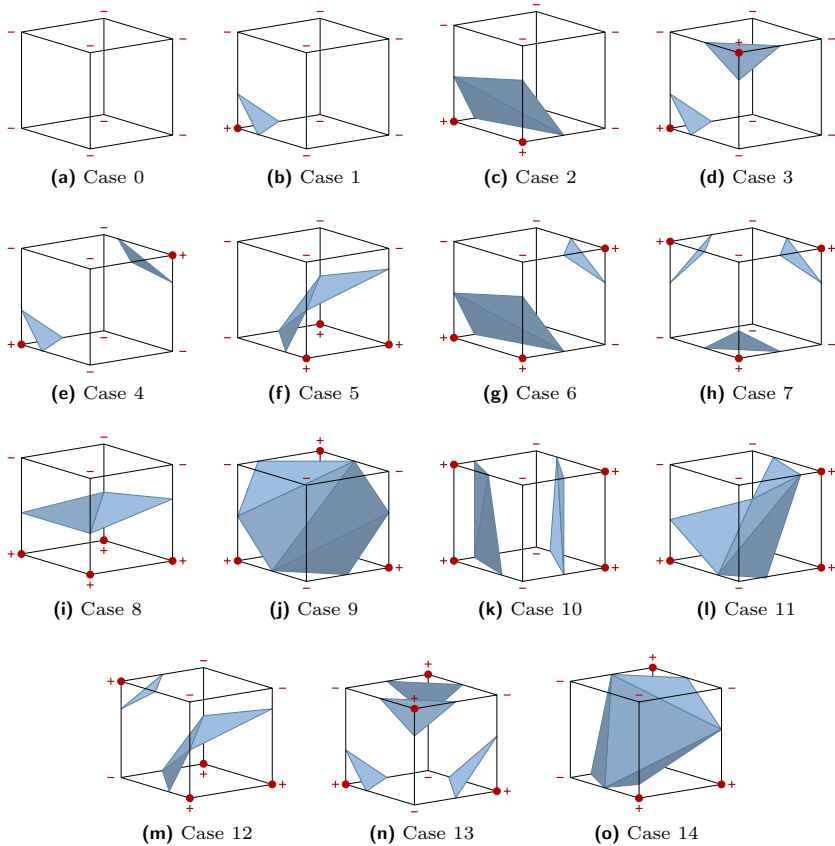 (a) Case 0
(b) Case 1
(c) Case 2
(d) Case 3
(e) Case 4
(f) Case 5
(g) Case 6
(h) Case 7
(i) Case 8
(j) Case 9
(k) Case 10
(l) Case 11
(m) Case 12
(n) Case 13
(o) Case 14